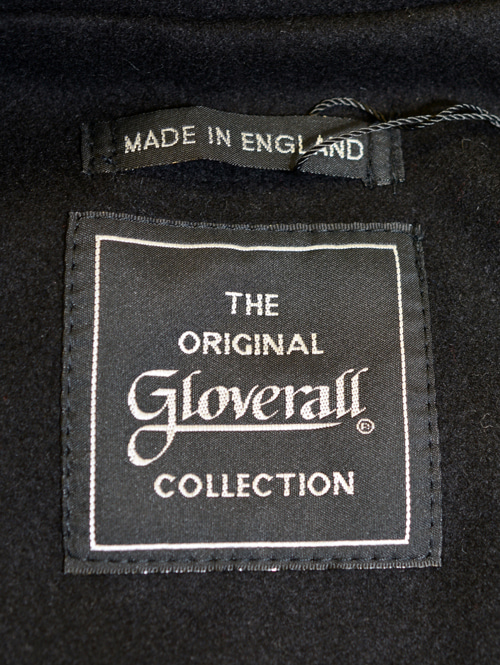 MADE IN ENGLAND
THE
ORIGINAL
Gloverall®
COLLECTION